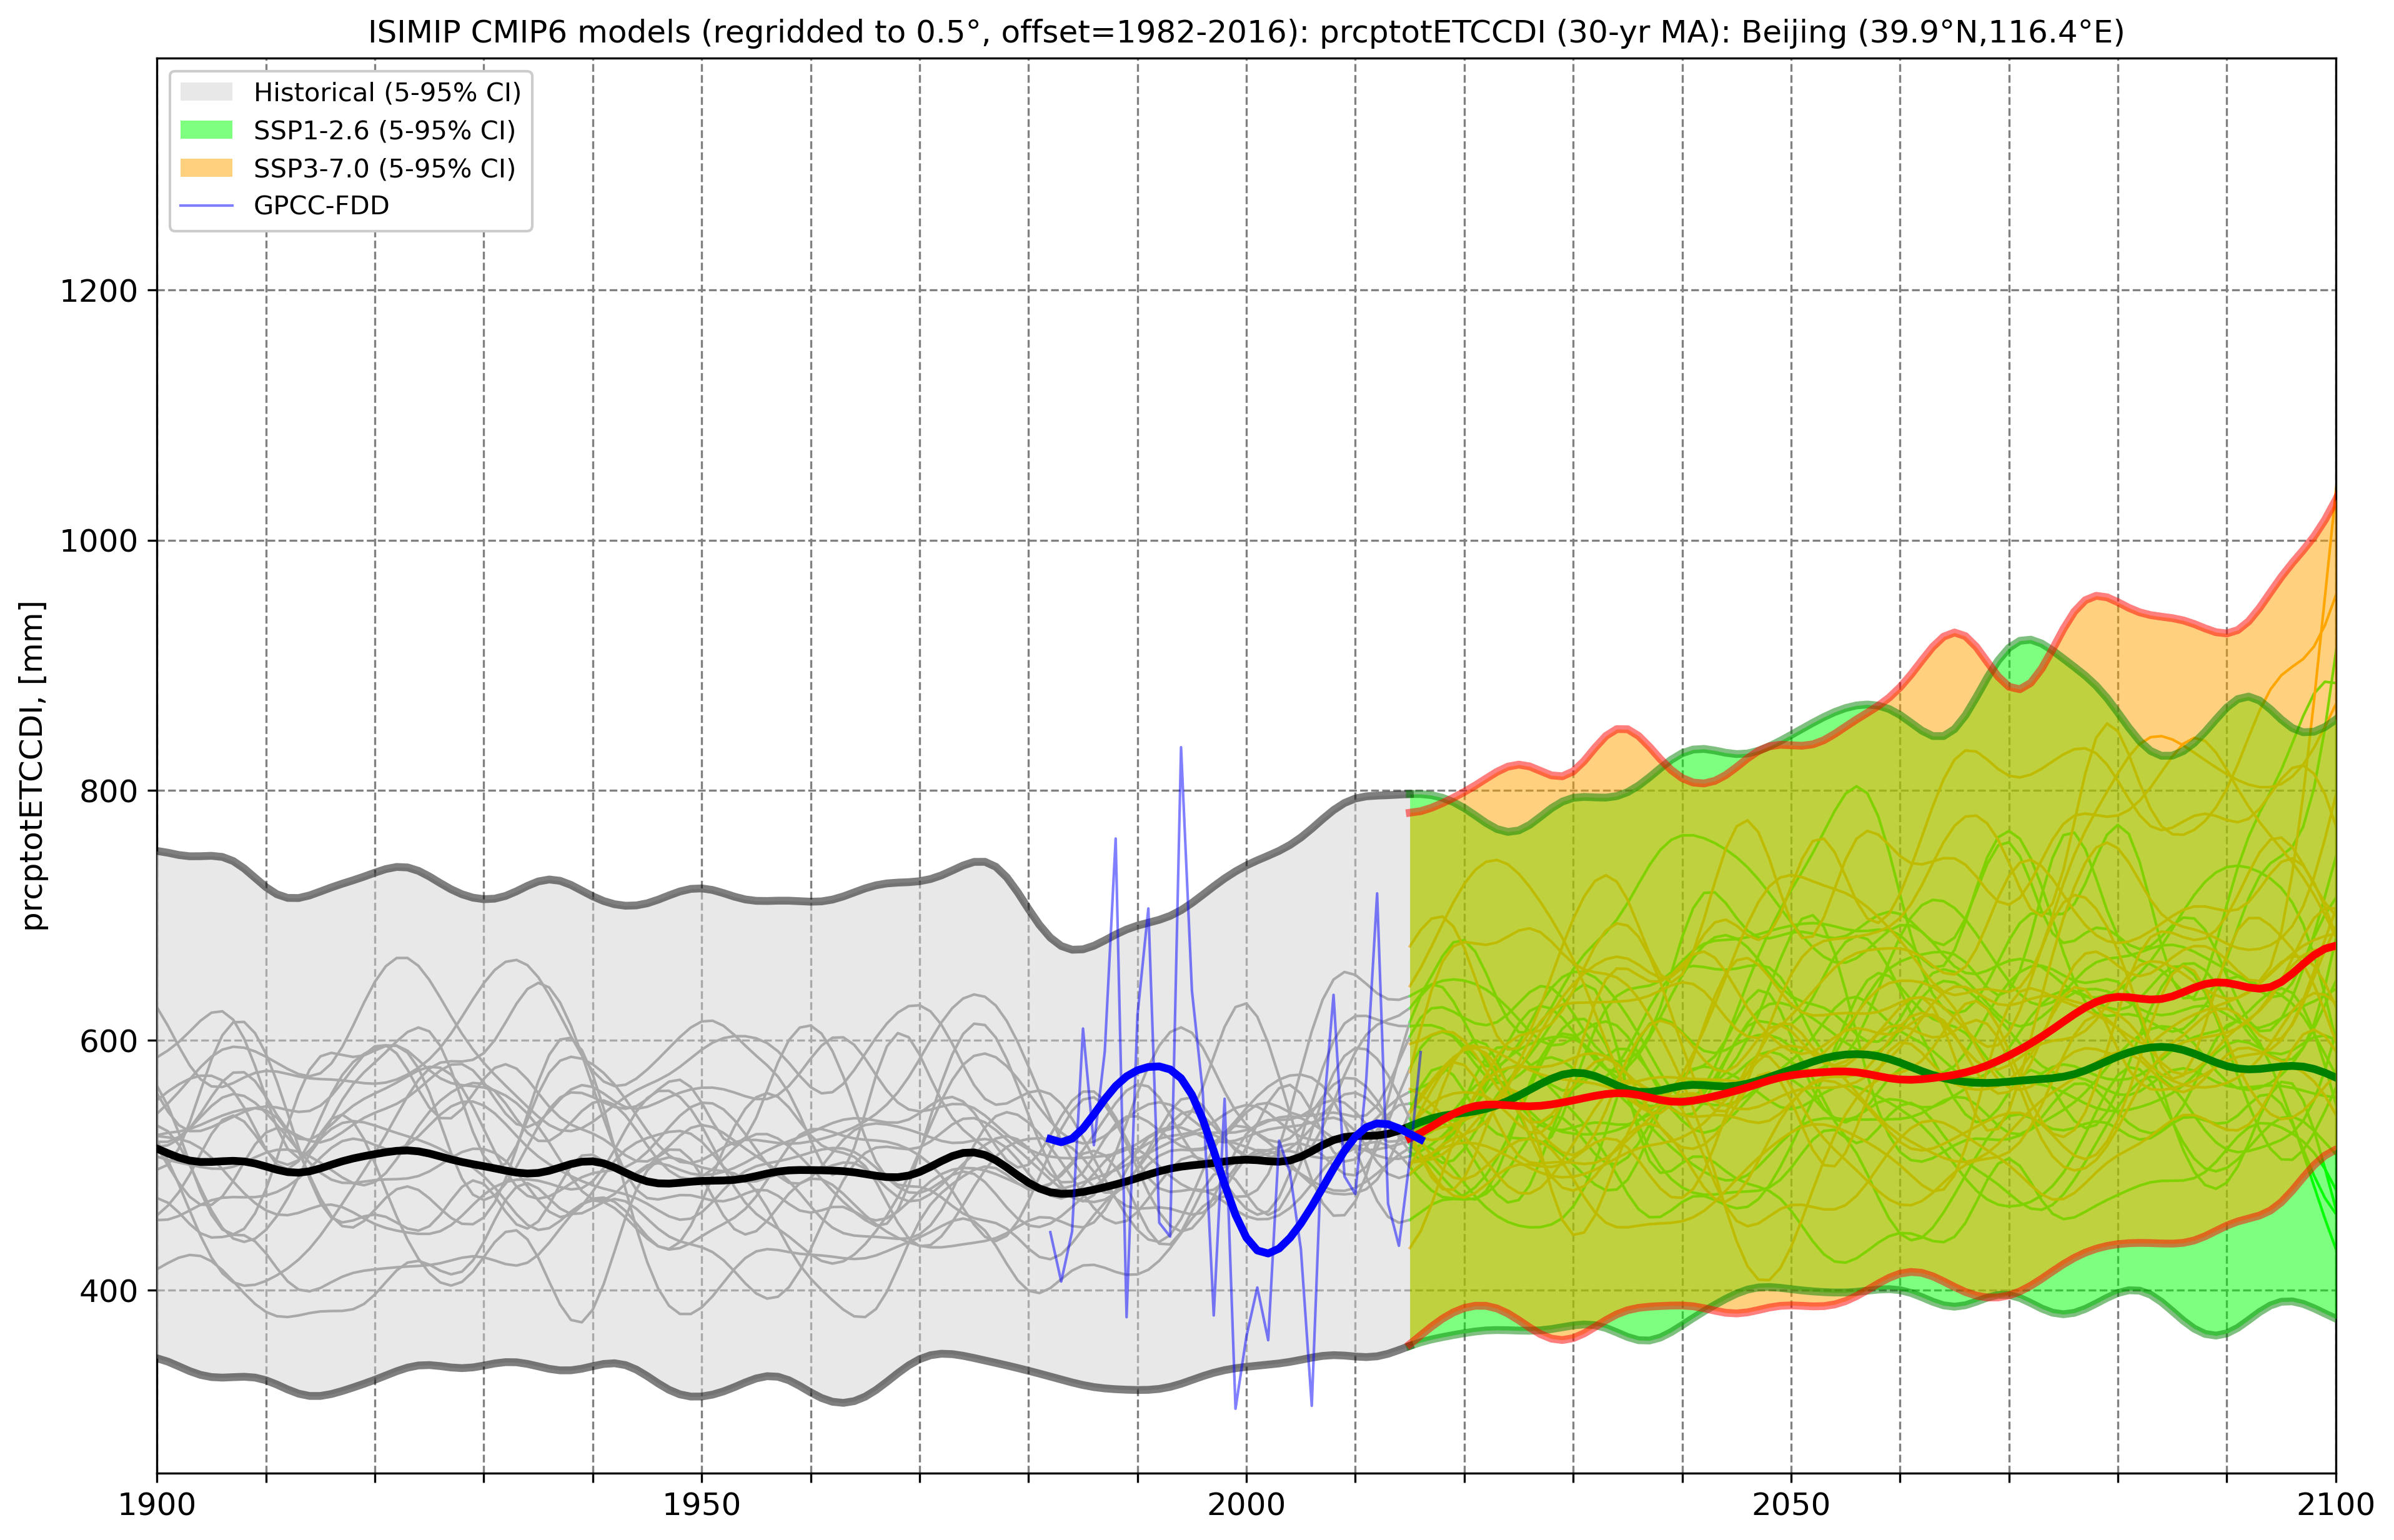 ISIMIP CMIP6 models (regridded to 0.5°, offset=1982-2016): prcptotETCCDI (30-yr MA): Beijing (39.9°N,116.4°E)
Historical (5-95% CI)
SSP1-2.6 (5-95% CI)
SSP3-7.0 (5-95% CI)
GPCC-FDD
prcptotETCCDI, [mm]
1200
1000
800
600
400
1900
1950
2000
2050
2100